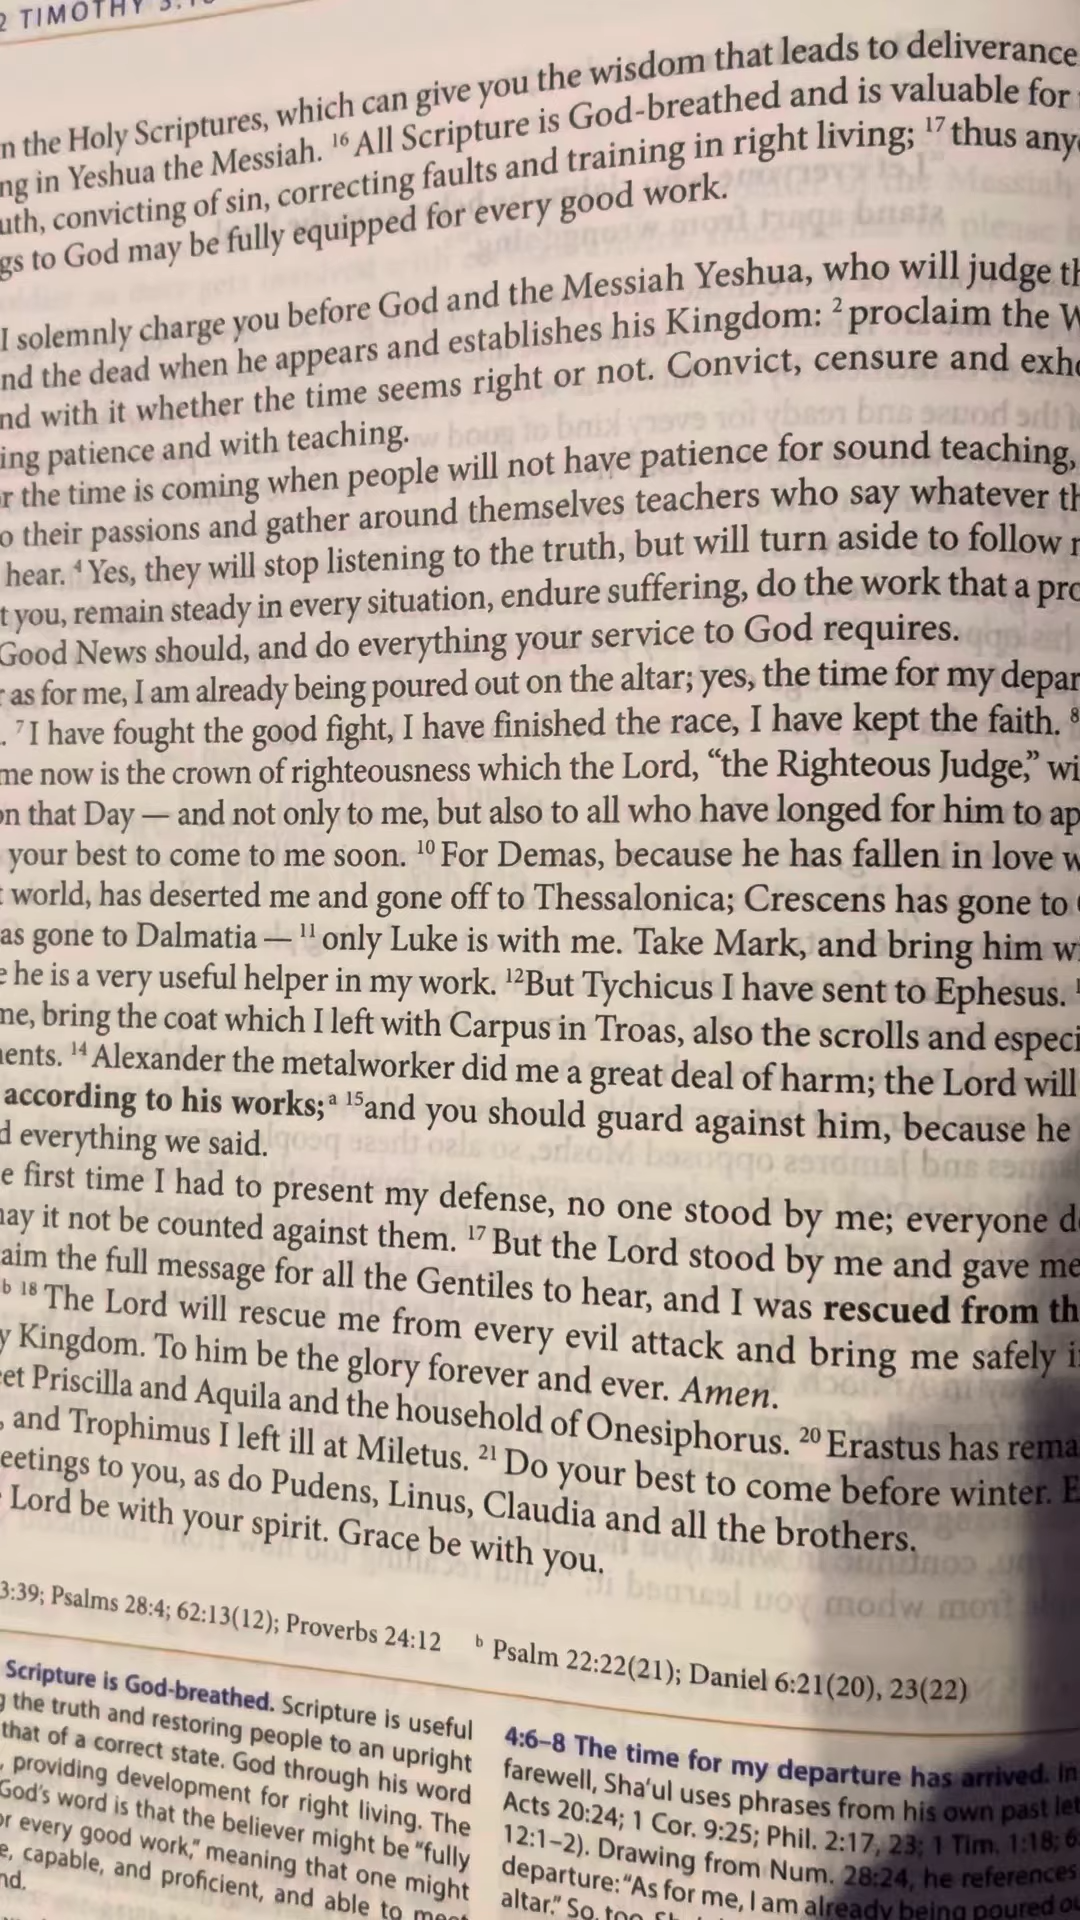 2 TIMOTHY 3:
the Holy Scriptures, which can give you the wisdom that leads to deliverance
in Yeshua the Messiah. 16 All Scripture is God-breathed and is valuable for
convicting of sin, correcting faults and training in right living; 17 thus
to God may be fully equipped for every good work.
I solemnly charge you before God and the Messiah Yeshua, who will judge
the dead when he appears and establishes his Kingdom: 2 proclaim the
with it whether the time seems right or not. Convict, censure and
patience and with teaching.
the time is coming when people will not have patience for sound teaching,
their passions and gather around themselves teachers who say whatever
hear. 4 Yes, they will stop listening to the truth, but will turn aside to follow
you, remain steady in every situation, endure suffering, do the work that a
Good News should, and do everything your service to God requires.
as for me, I am already being poured out on the altar; yes, the time for my
. 7 I have fought the good fight, I have finished the race, I have kept the faith. 8
me now is the crown of righteousness which the Lord, “the Righteous Judge,”
on that Day — and not only to me, but also to all who have longed for him to
your best to come to me soon. 10 For Demas, because he has fallen in love
world, has deserted me and gone off to Thessalonica; Crescens has gone to
as gone to Dalmatia — 11 only Luke is with me. Take Mark, and bring him
he is a very useful helper in my work. 12 But Tychicus I have sent to Ephesus.
bring the coat which I left with Carpus in Troas, also the scrolls and
ments. 14 Alexander the metalworker did me a great deal of harm; the Lord will
according to his works;a 15 and you should guard against him, because he
everything we said.
first time I had to present my defense, no one stood by me; everyone
may it not be counted against them. 17 But the Lord stood by me and gave me
aim the full message for all the Gentiles to hear, and I was rescued from
b 18 The Lord will rescue me from every evil attack and bring me safely
Kingdom. To him be the glory forever and ever. Amen.
Priscilla and Aquila and the household of Onesiphorus. 20 Erastus has
, and Trophimus I left ill at Miletus. 21 Do your best to come before winter.
eetings to you, as do Pudens, Linus, Claudia and all the brothers.
Lord be with your spirit. Grace be with you.
3:39; Psalms 28:4; 62:13(12); Proverbs 24:12 b Psalm 22:22(21); Daniel 6:21(20), 23(22)
Scripture is God-breathed. Scripture is useful
the truth and restoring people to an upright
that of a correct state. God through his word
, providing development for right living. The
God's word is that the believer might be “fully
every good work,” meaning that one might
capable, and proficient, and able to meet
4:6–8 The time for my departure has arrived. In
farewell, Sha'ul uses phrases from his own past
Acts 20:24; 1 Cor. 9:25; Phil. 2:17, 23; 1 Tim. 1:18;
12:1–2). Drawing from Num. 28:24, he references
departure: “As for me, I am already being poured
altar.” So, too,